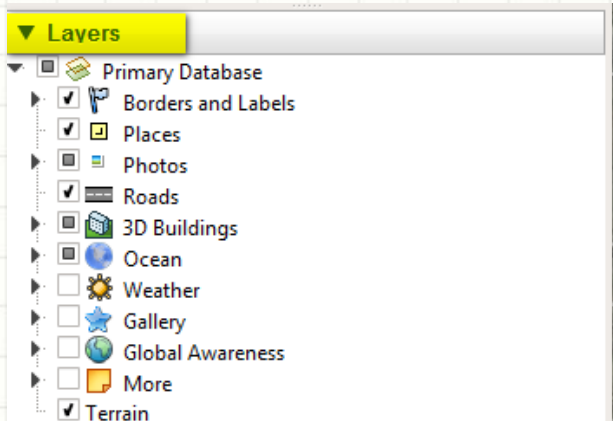 Layers
Primary Database
Borders and Labels
Places
Photos
Roads
3D Buildings
Ocean
Weather
Gallery
Global Awareness
More
Terrain